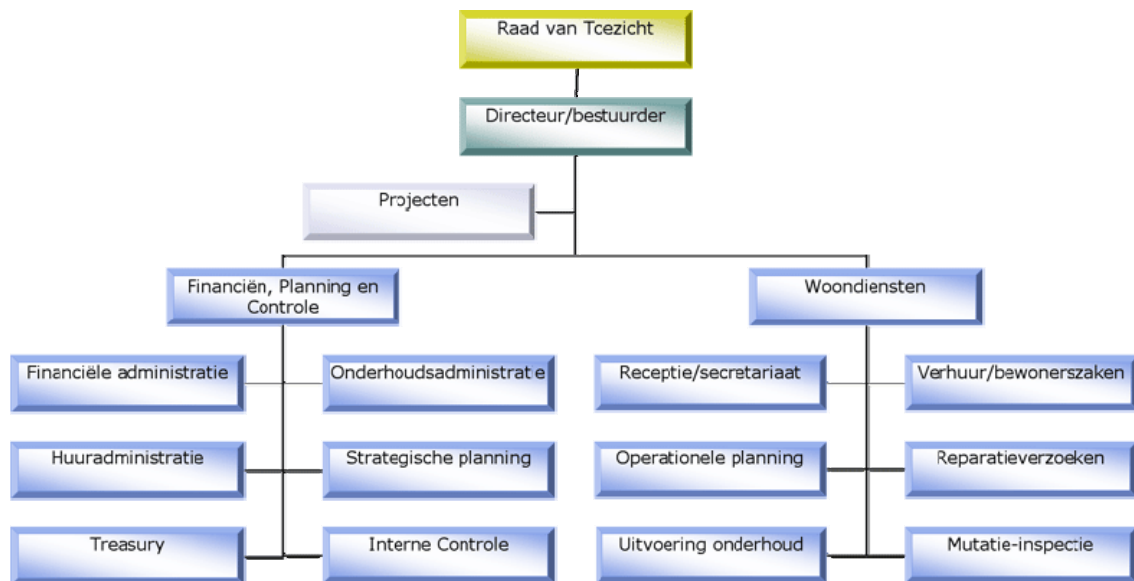 Raad van Tcezicht
Directeur/bestuurder
Projecten
Financiën, Planning en
Controle
Woondiensten
Financiële administratie
Onderhoudsadministratie
Receptie/secretariaat
Verhuur/bewonerszaken
Huuradministratie
Strategische planning
Operationele planning
Reparatieverzoeken
Treasury
Interne Controle
Uitvoering onderhoud
Mutatie-inspectie